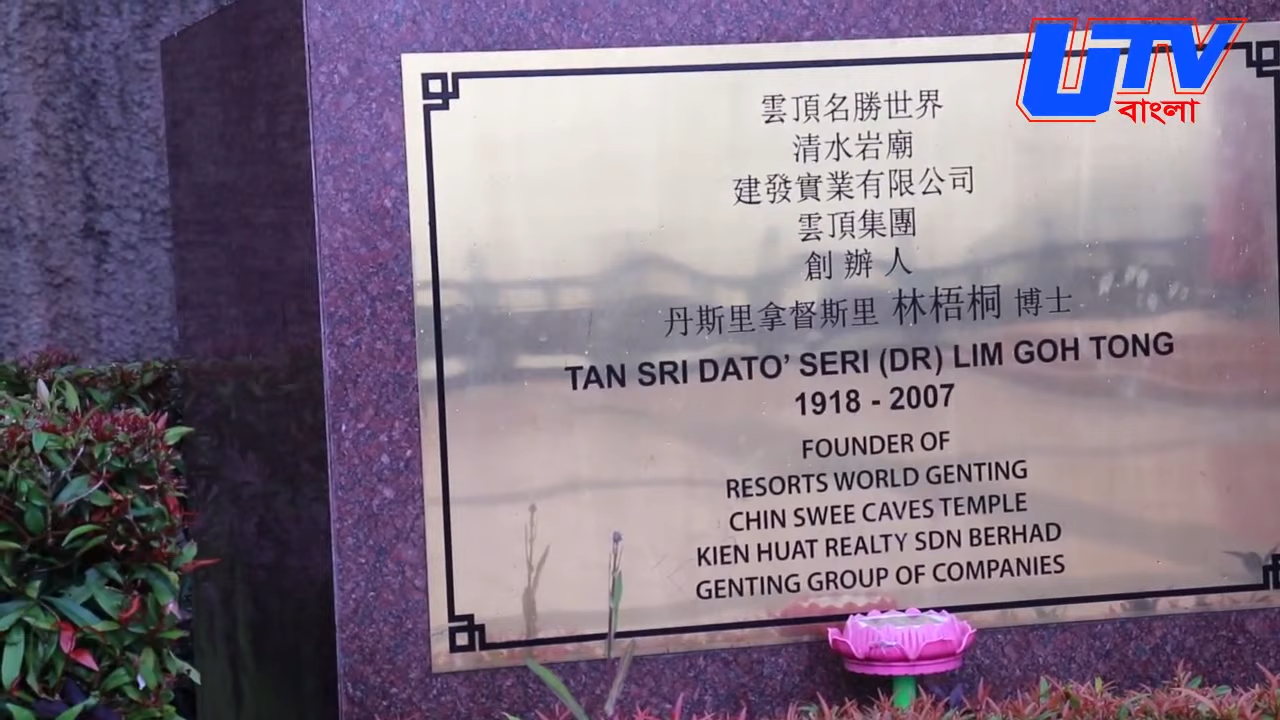 UTV
বাংলা
雲頂名勝世界
清水岩廟
建發實業有限公司
雲頂集團
創辦人
丹斯里拿督斯里 林梧桐 博士
TAN SRI DATO' SERI (DR) LIM GOH TONG
1918 - 2007
FOUNDER OF
RESORTS WORLD GENTING
CHIN SWEE CAVES TEMPLE
KIEN HUAT REALTY SDN BERHAD
GENTING GROUP OF COMPANIES